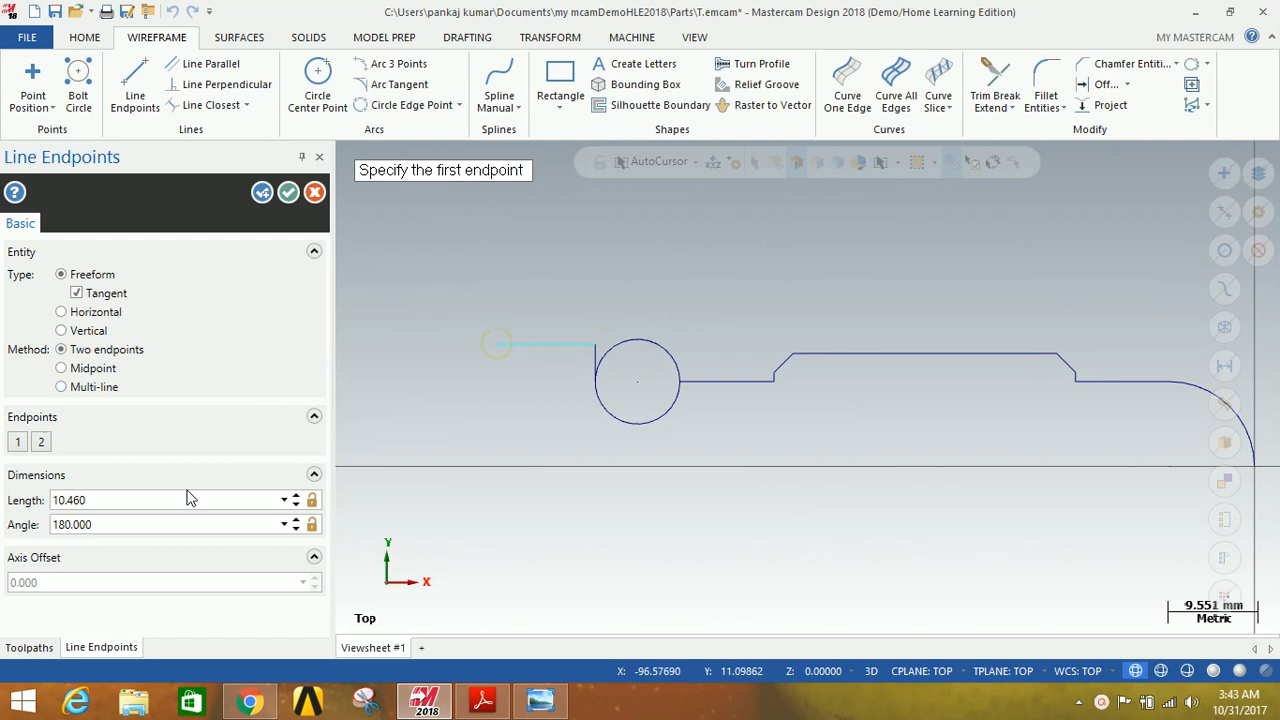 C:\Users\pankaj kumar\Documents\my mcamDemoHLE2018\Parts\T.emcam* - Mastercam Design 2018 (Demo/Home Learning Edition)
18
FILE HOME WIREFRAME SURFACES SOLIDS MODEL PREP DRAFTING TRANSFORM MACHINE VIEW MY MASTERCAM
Point Position Bolt Circle
Points
Line Endpoints
Line Parallel
Line Perpendicular
Line Closest
Lines
Circle Center Point
Arc 3 Points
Arc Tangent
Circle Edge Point
Arcs
Spline Manual
Splines
Rectangle
Create Letters
Bounding Box
Silhouette Boundary
Turn Profile
Relief Groove
Raster to Vector
Shapes
Curve One Edge
Curve All Edges
Curve Slice
Curves
Trim Break Extend
Fillet Entities
Chamfer Entiti...
Off...
Project
Modify
Line Endpoints
Basic
Entity
Type: Freeform
Tangent
Horizontal
Vertical
Method: Two endpoints
Midpoint
Multi-line
Endpoints
1 2
Dimensions
Length: 10.460
Angle: 180.000
Axis Offset
0.000
Toolpaths Line Endpoints
Specify the first endpoint
AutoCursor
XYZ
Y
X
Top
9.551 mm
Metric
Viewsheet #1 +
X: -96.57690 Y: 11.09862 Z: 0.00000 3D CPLANE: TOP TPLANE: TOP WCS: TOP
2018
3:43 AM
10/31/2017